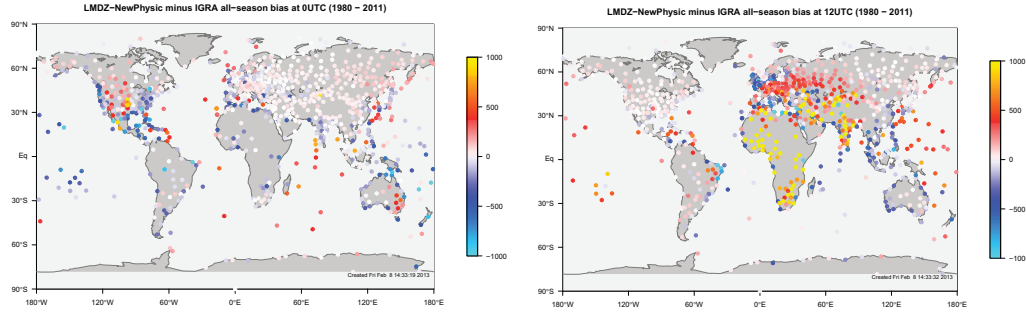 LMDZ−NewPhysic minus IGRA all−season bias at 0UTC (1980 − 2011)
90°N
60°N
30°N
Eq
30°S
60°S
90°S
180°W
120°W
60°W
0°E
60°E
120°E
180°E
1000
500
0
−500
−1000
Created Fri Feb 8 14:33:19 2013
LMDZ−NewPhysic minus IGRA all−season bias at 12UTC (1980 − 2011)
90°N
60°N
30°N
Eq
30°S
60°S
90°S
180°W
120°W
60°W
0°E
60°E
120°E
180°E
1000
500
0
−500
−1000
Created Fri Feb 8 14:33:32 2013